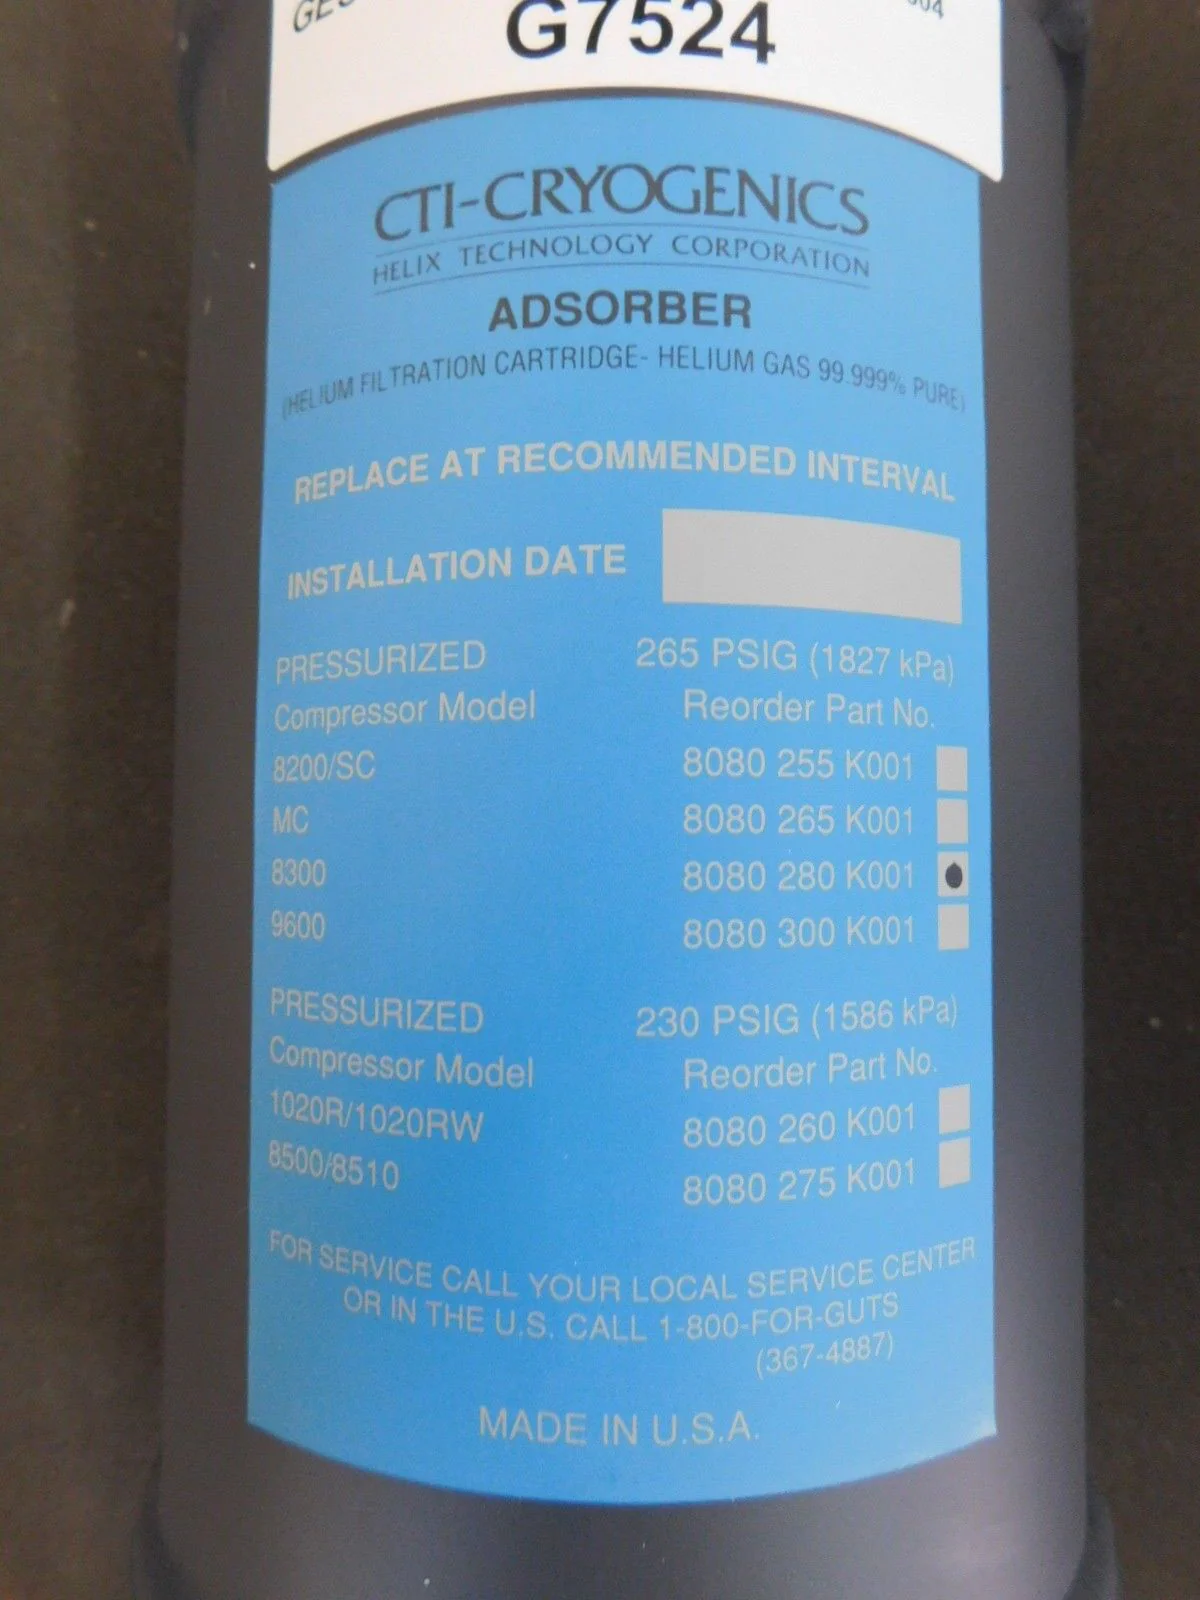 G7524
CTI-CRYOGENICS
HELIX TECHNOLOGY CORPORATION
ADSORBER
(HELIUM FILTRATION CARTRIDGE- HELIUM GAS 99.999% PURE)
REPLACE AT RECOMMENDED INTERVAL
INSTALLATION DATE
PRESSURIZED 265 PSIG (1827 kPa)
Compressor Model Reorder Part No.
8200/SC 8080 255 K001
MC 8080 265 K001
8300 8080 280 K001
9600 8080 300 K001
PRESSURIZED 230 PSIG (1586 kPa)
Compressor Model Reorder Part No.
1020R/1020RW 8080 260 K001
8500/8510 8080 275 K001
FOR SERVICE CALL YOUR LOCAL SERVICE CENTER
OR IN THE U.S. CALL 1-800-FOR-GUTS
(367-4887)
MADE IN U.S.A.